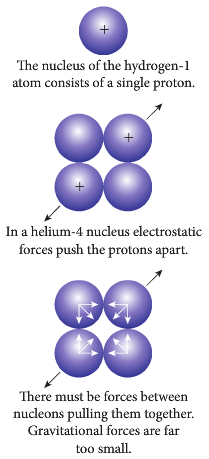 +
The nucleus of the hydrogen-1
atom consists of a single proton.
+
+
In a helium-4 nucleus electrostatic
forces push the protons apart.
There must be forces between
nucleons pulling them together.
Gravitational forces are far
too small.